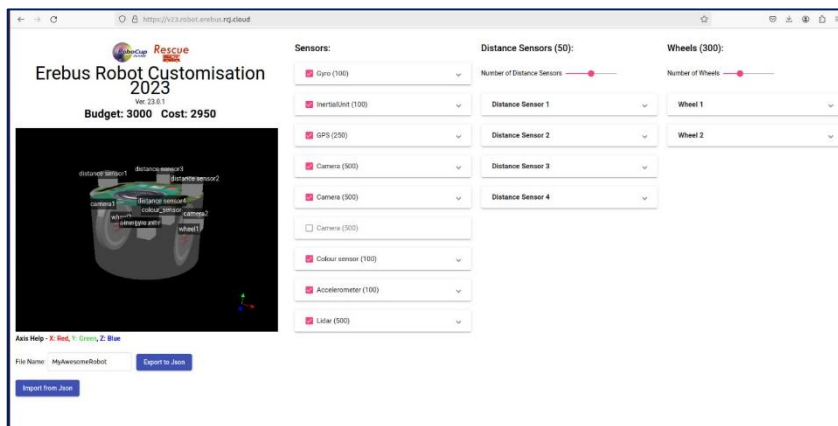 https://v23.robot.erebus.rcj.cloud
RoboCup Rescue
Erebus Robot Customisation
2023
Ver. 23.0.1
Budget: 3000 Cost: 2950
distance sensor3
distance sensor1
distance sensor2
distance sensor4
camera1
colour_sensor
camera2
wheel1
Axis Help - X: Red, Y: Green, Z: Blue
File Name: MyAwesomeRobot Export to Json
Import from Json
Sensors:
Gyro (100)
InertialUnit (100)
GPS (250)
Camera (500)
Camera (500)
Camera (500)
Colour sensor (100)
Accelerometer (100)
Lidar (500)
Distance Sensors (50):
Number of Distance Sensors
Distance Sensor 1
Distance Sensor 2
Distance Sensor 3
Distance Sensor 4
Wheels (300):
Number of Wheels
Wheel 1
Wheel 2